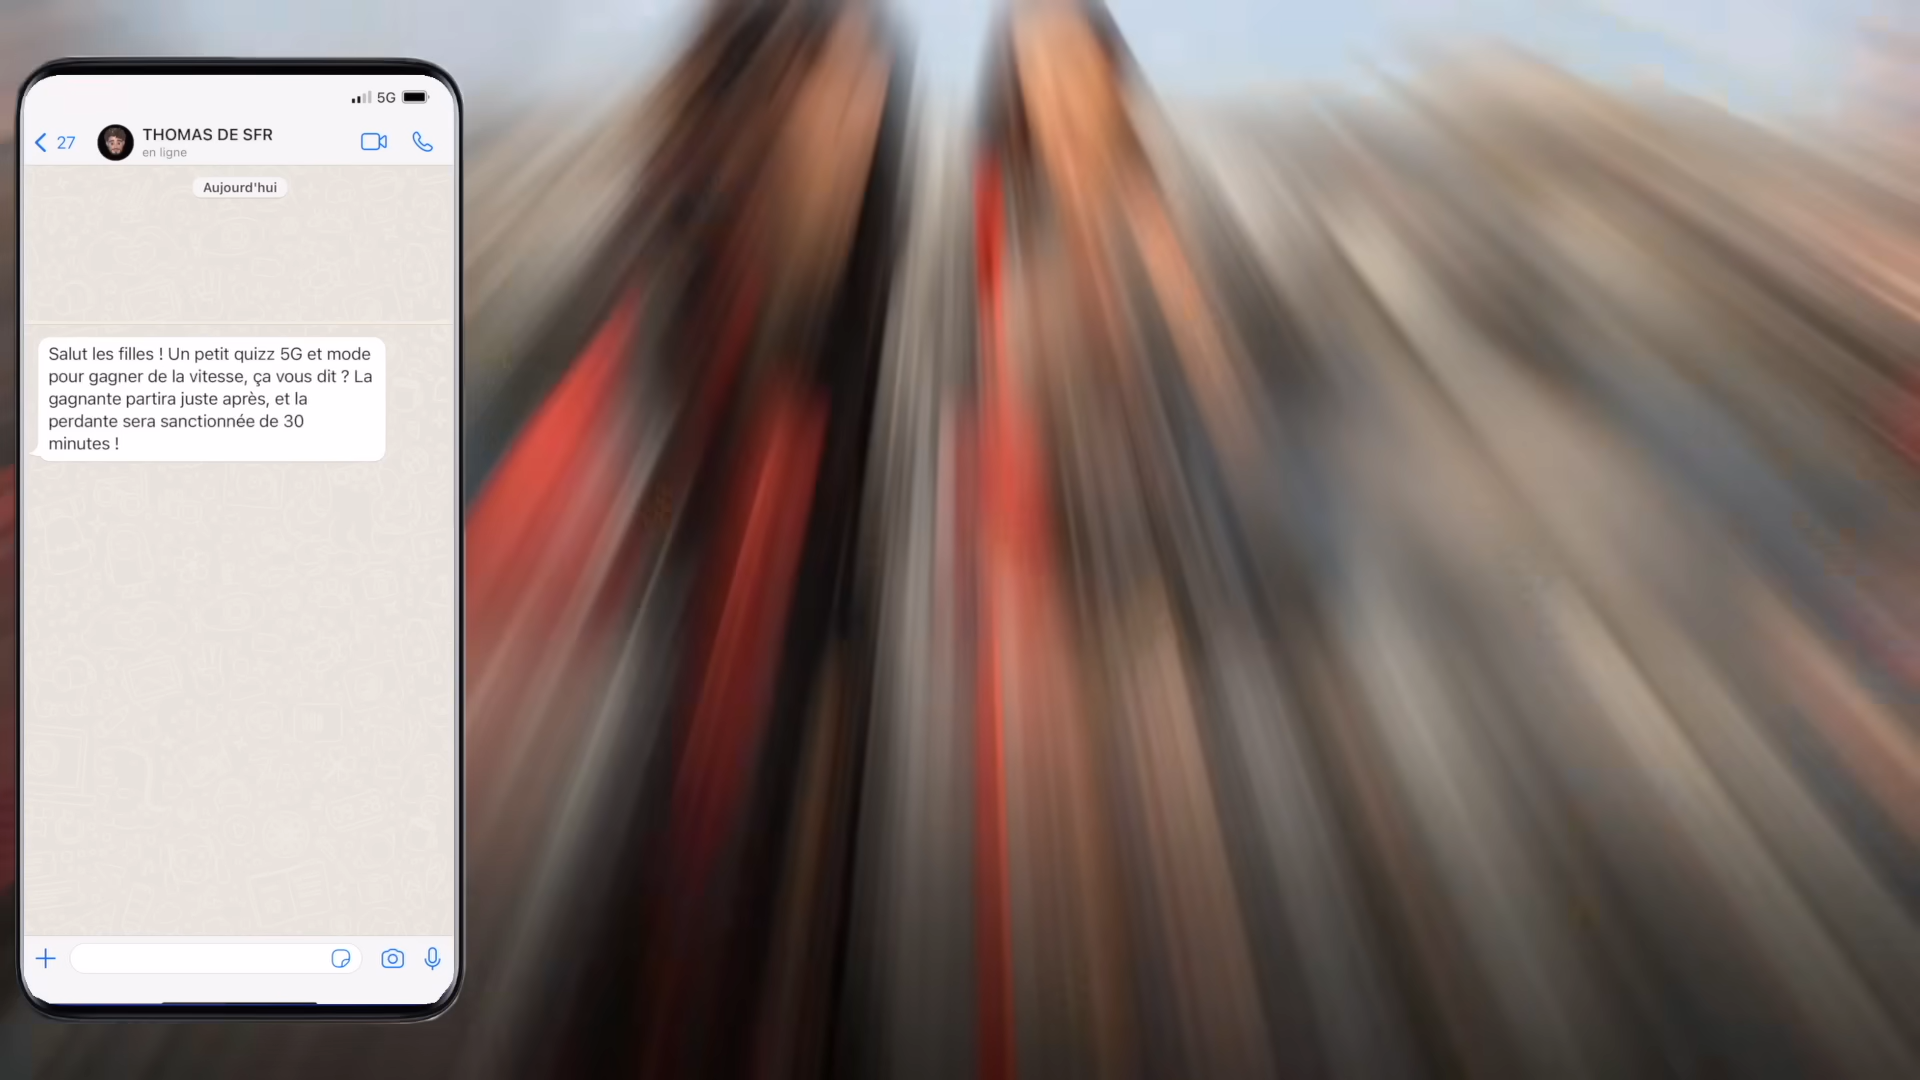 5G
27
THOMAS DE SFR
en ligne
Aujourd'hui
Salut les filles ! Un petit quizz 5G et mode
pour gagner de la vitesse, ça vous dit ? La
gagnante partira juste après, et la
perdante sera sanctionnée de 30
minutes !